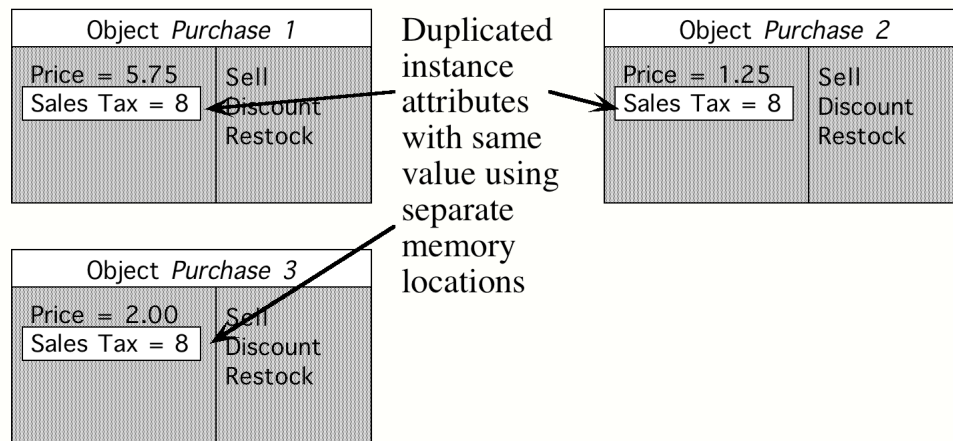 Object Purchase 1
Price = 5.75
Sales Tax = 8
Sell
Discount
Restock
Duplicated
instance
attributes
with same
value using
separate
memory
locations
Object Purchase 2
Price = 1.25
Sales Tax = 8
Sell
Discount
Restock
Object Purchase 3
Price = 2.00
Sales Tax = 8
Sell
Discount
Restock